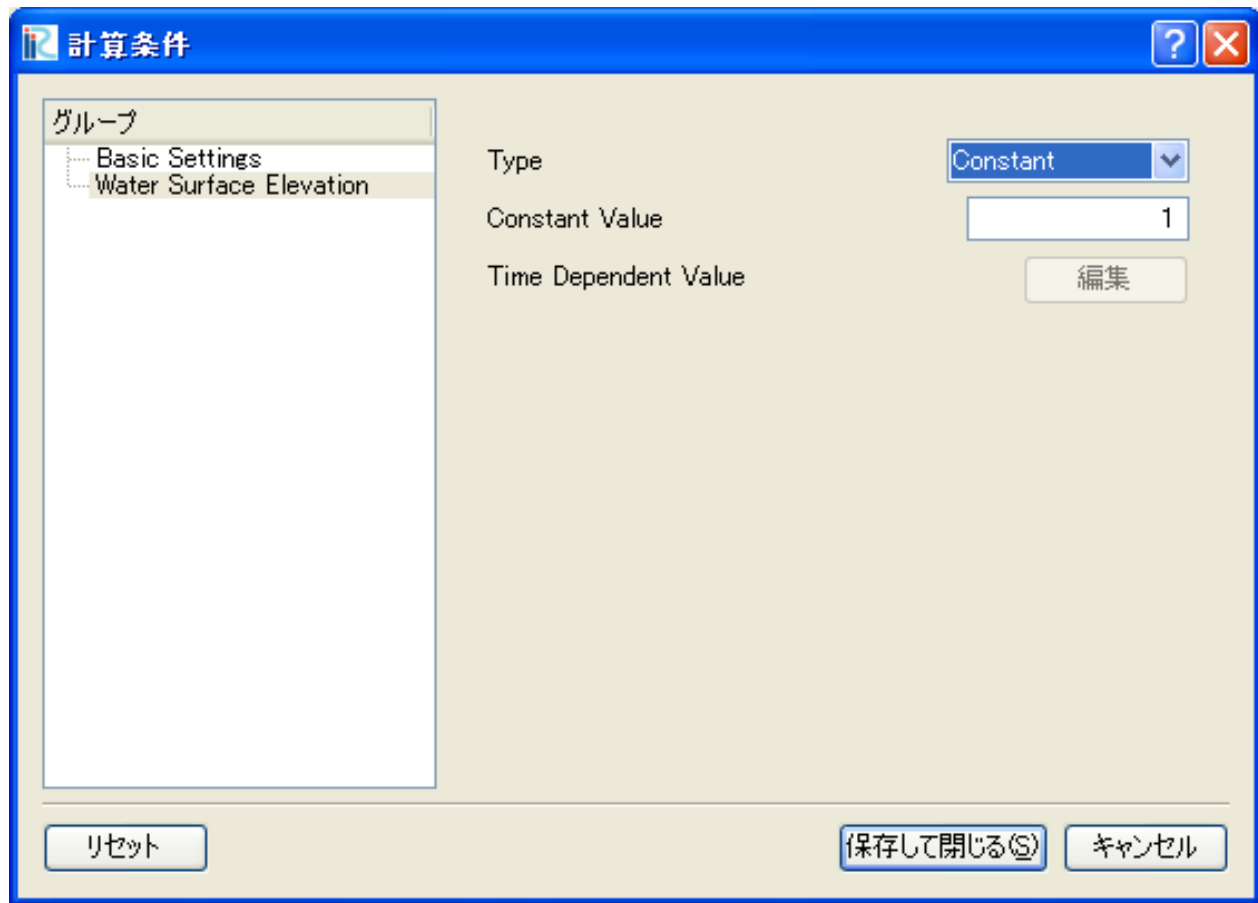 計算条件
グループ
Basic Settings
Water Surface Elevation
Type
Constant
Constant Value
1
Time Dependent Value
編集
リセット
保存して閉じる(S)
キャンセル